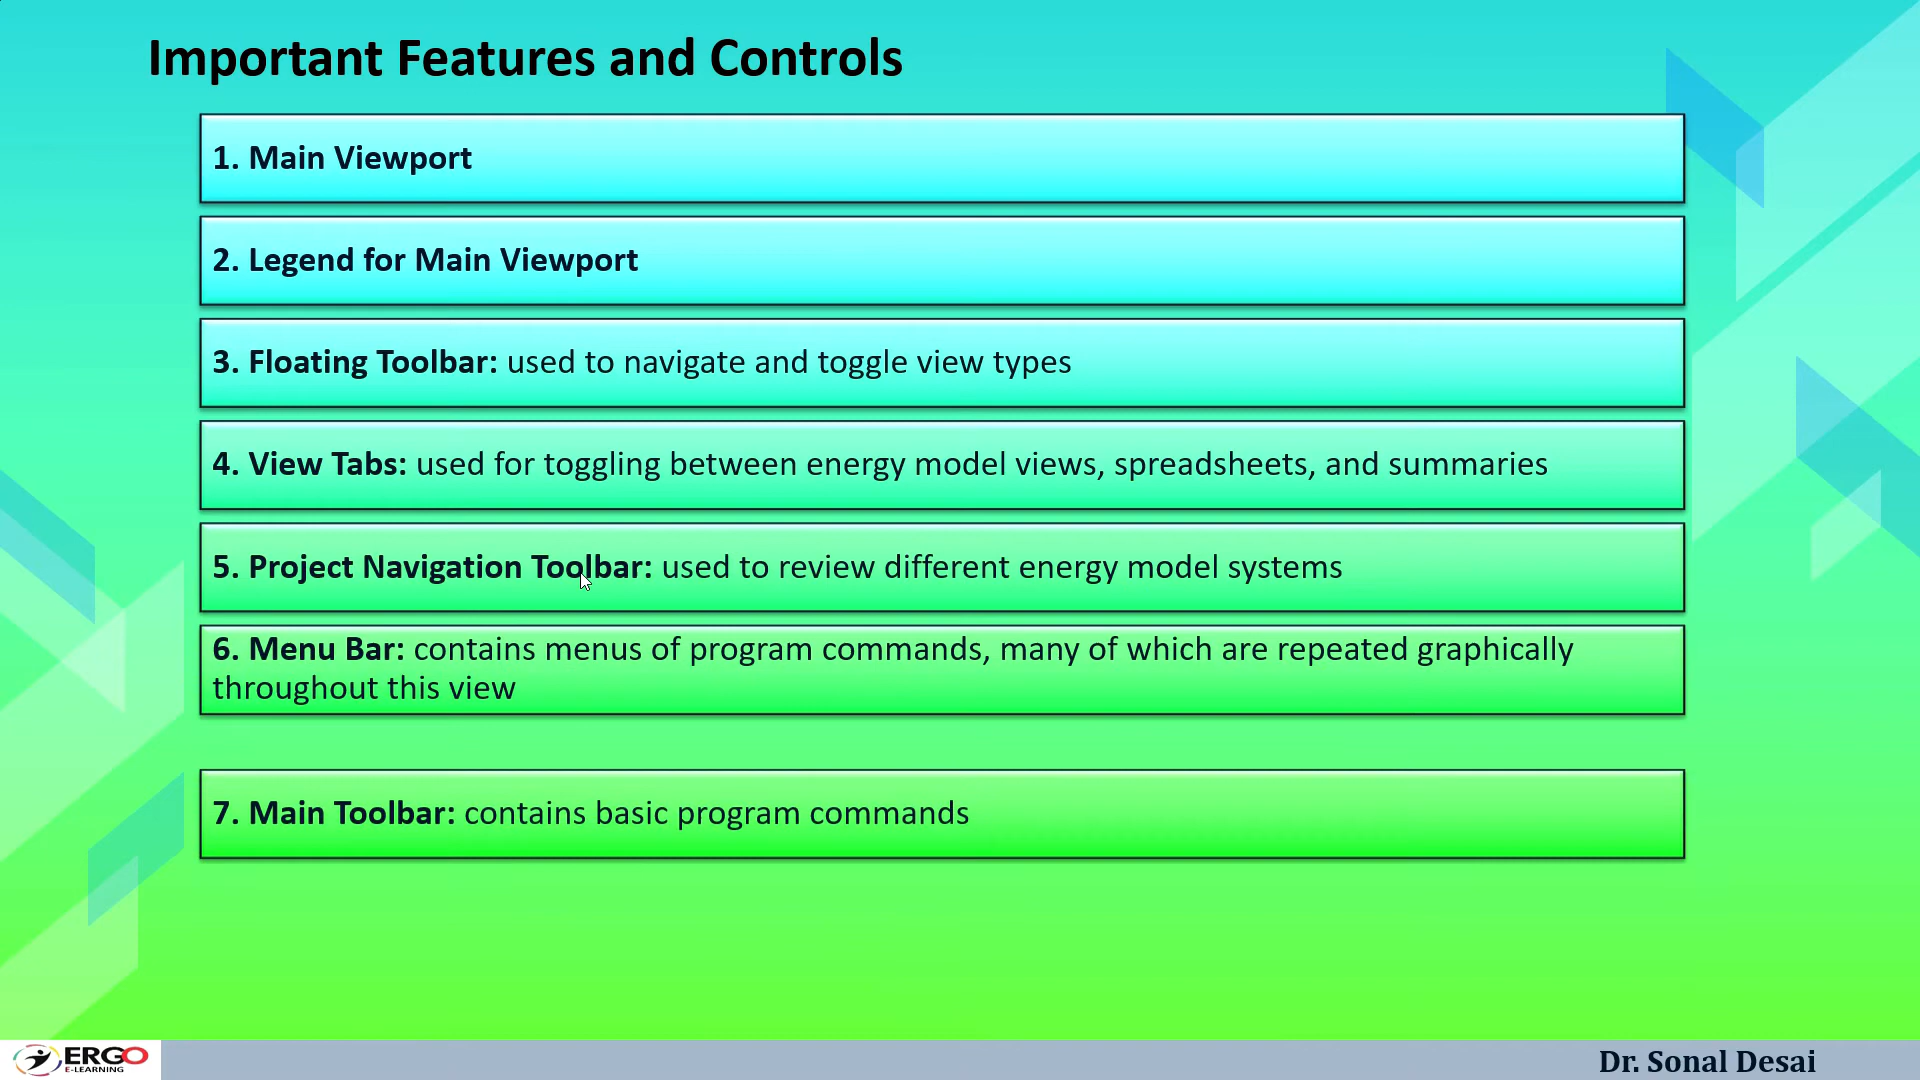 Important Features and Controls
1. Main Viewport
2. Legend for Main Viewport
3. Floating Toolbar: used to navigate and toggle view types
4. View Tabs: used for toggling between energy model views, spreadsheets, and summaries
5. Project Navigation Toolbar: used to review different energy model systems
6. Menu Bar: contains menus of program commands, many of which are repeated graphically
throughout this view
7. Main Toolbar: contains basic program commands
ERGO
E-LEARNING
Dr. Sonal Desai